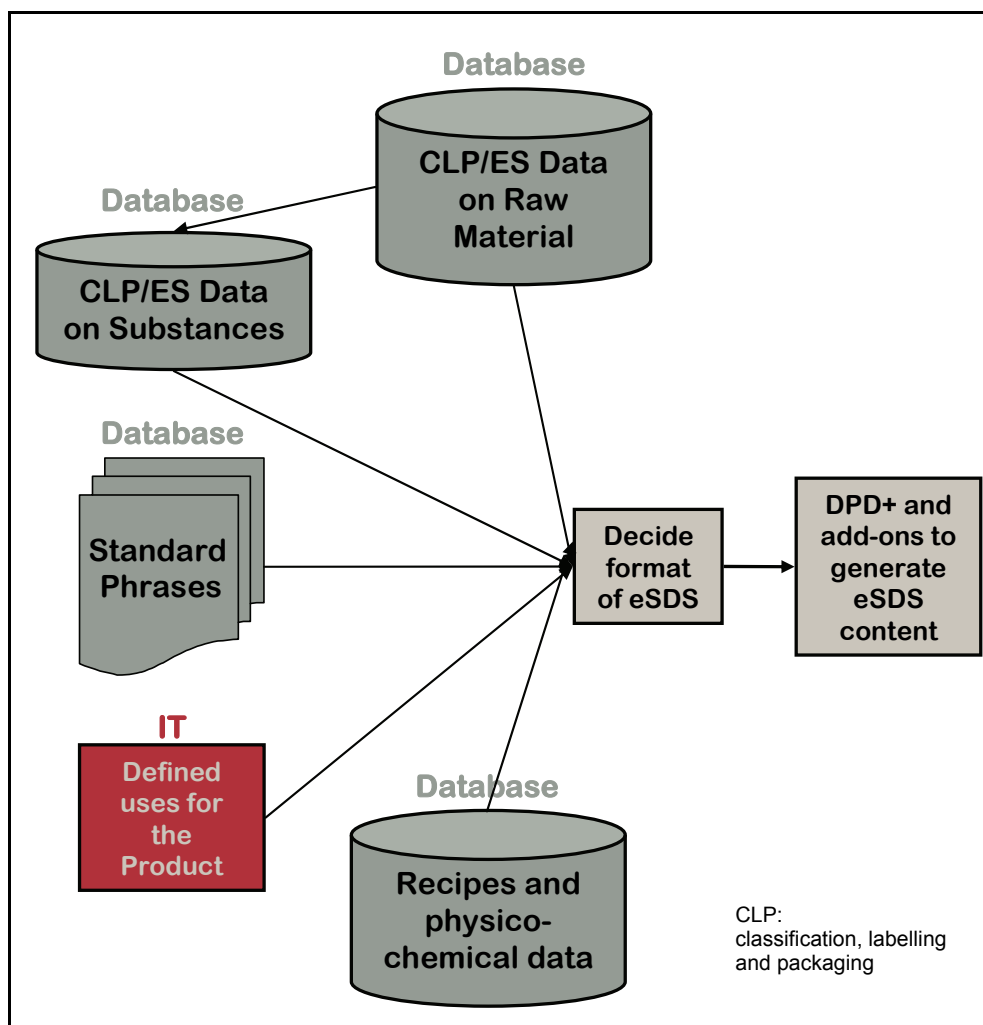 Database
CLP/ES Data
on Raw
Material
Database
CLP/ES Data
on Substances
Database
Standard
Phrases
Decide
format
of eSDS
DPD+ and
add-ons to
generate
eSDS
content
IT
Defined
uses for
the
Product
Database
Recipes and
physico-
chemical data
CLP:
classification, labelling
and packaging